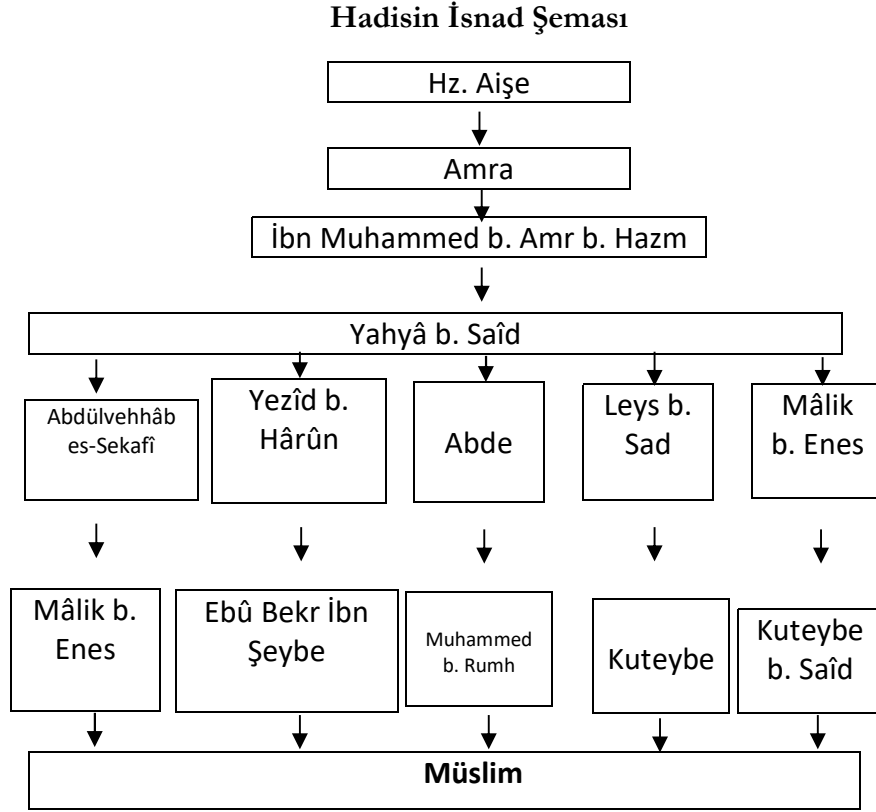 Hadisin İsnad Şeması
Hz. Aişe
Amra
İbn Muhammed b. Amr b. Hazm
Yahyâ b. Saîd
Abdülvehhâb
es-Sekafî
Yezîd b.
Hârûn
Abde
Leys b.
Sad
Mâlik
b. Enes
Mâlik b.
Enes
Ebû Bekr İbn
Şeybe
Muhammed
b. Rumh
Kuteybe
Kuteybe
b. Saîd
Müslim